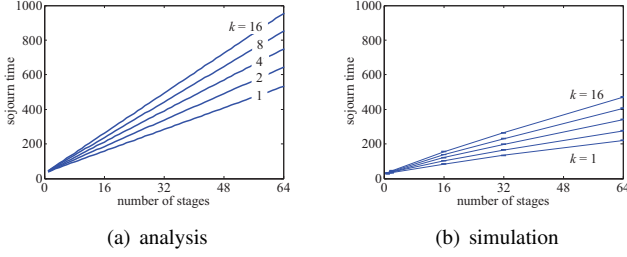 1000
800
600
400
200
0
sojourn time
k = 16
8
4
2
1
1
16
32
48
64
number of stages
(a) analysis
1000
800
600
400
200
0
sojourn time
k = 16
k = 1
1
16
32
48
64
number of stages
(b) simulation